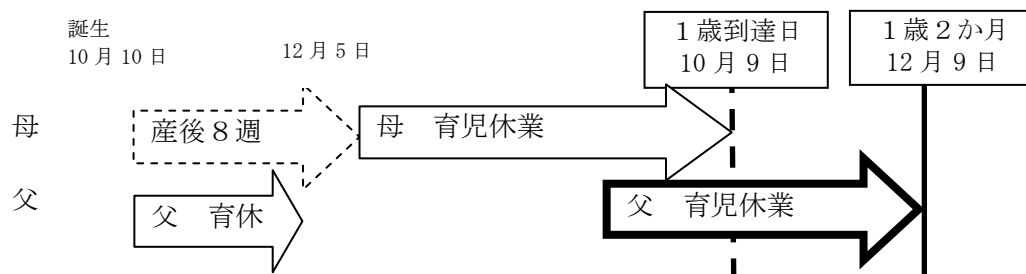 誕生
10月10日
12月5日
1歳到達日
10月9日
1歳2か月
12月9日
母
産後8週
母 育児休業
父
父 育休
父 育児休業